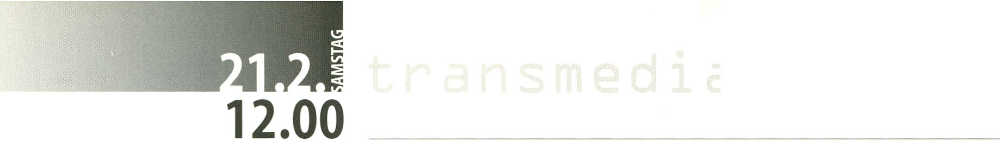 21.2.
SAMSTAG
12.00
transmedia